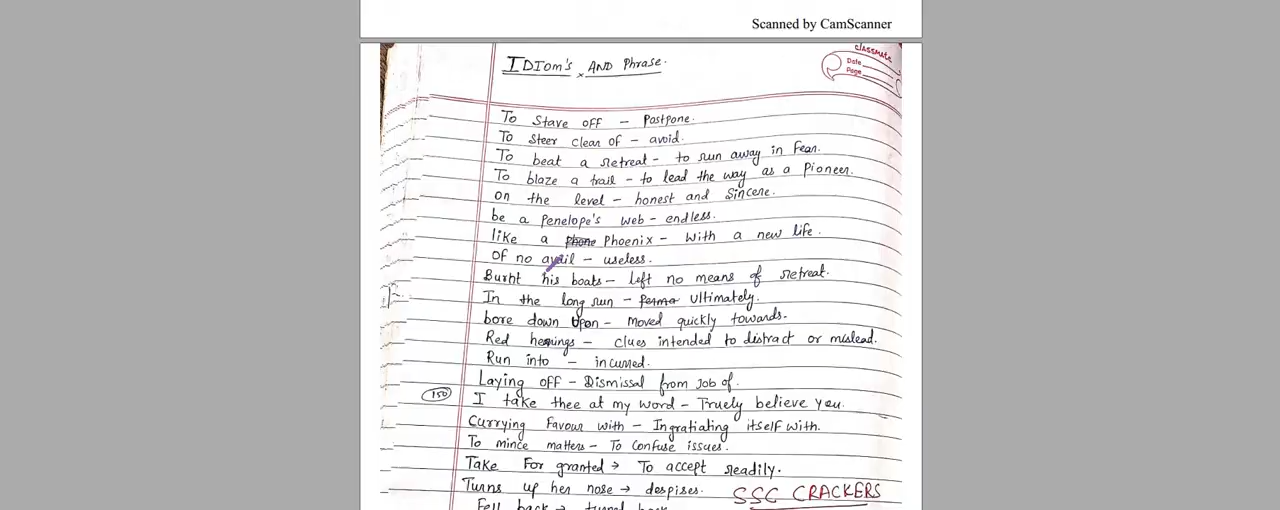 Scanned by CamScanner
classmate
Date
Page
IDIom's AND Phrase.
To Stave off – Postpone.
To Steer clear of – avoid.
To beat a retreat – to run away in Fear.
To blaze a trail – to lead the way as a Pioneer.
on the level – honest and Sincere.
be a Penelope's web – endless.
like a Phoenix – With a new life.
Of no avail – useless.
Burnt his boats – left no means of retreat.
In the long run – Ultimately.
bore down Upon – Moved quickly towards.
Red herrings – clues intended to distract or mislead.
Run into – incurred.
Laying off – Dismissal from Job of.
150
I take thee at my word – Truely believe you.
Currying Favour with – Ingratiating itself with.
To mince matters – To Confuse issues.
Take For granted → To accept readily.
Turns up her nose → despises.
SSC CRACKERS
Fell back → turned back